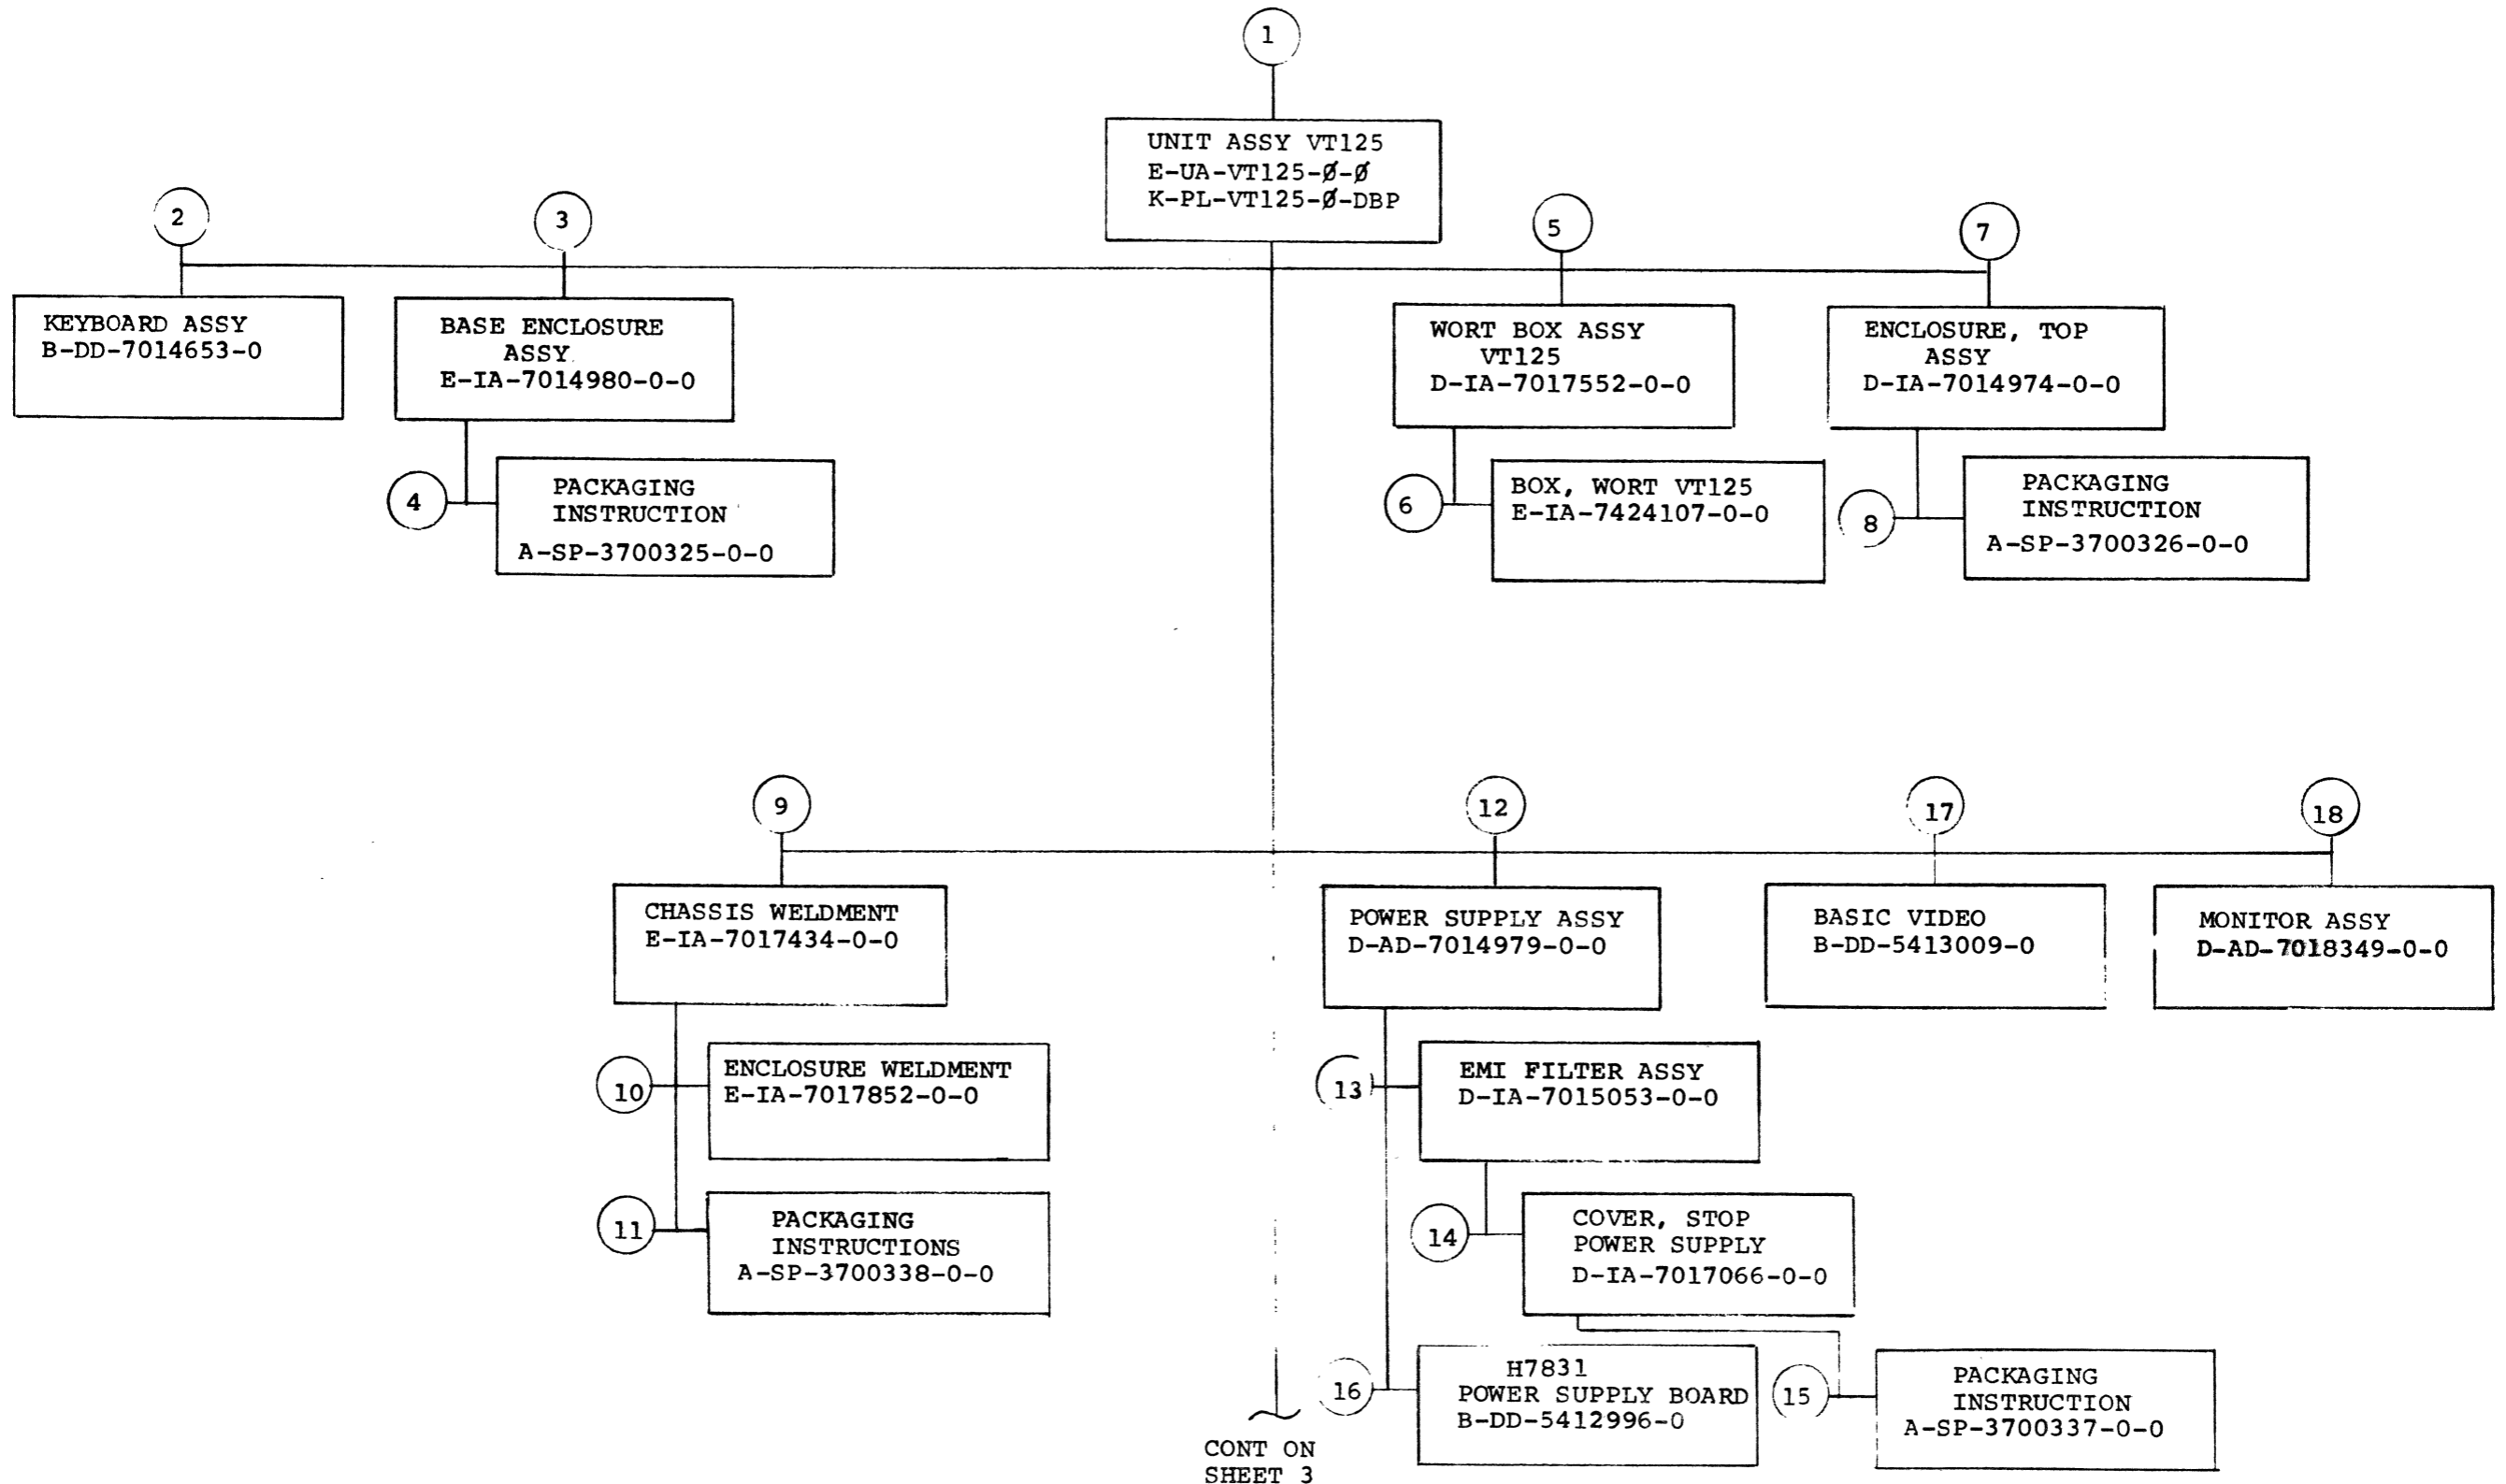 1
UNIT ASSY VT125
E-UA-VT125-Ø-Ø
K-PL-VT125-Ø-DBP
2
KEYBOARD ASSY
B-DD-7014653-0
3
BASE ENCLOSURE
ASSY
E-IA-7014980-0-0
4
PACKAGING
INSTRUCTION
A-SP-3700325-0-0
5
WORT BOX ASSY
VT125
D-IA-7017552-0-0
6
BOX, WORT VT125
E-IA-7424107-0-0
7
ENCLOSURE, TOP
ASSY
D-IA-7014974-0-0
8
PACKAGING
INSTRUCTION
A-SP-3700326-0-0
9
CHASSIS WELDMENT
E-IA-7017434-0-0
10
ENCLOSURE WELDMENT
E-IA-7017852-0-0
11
PACKAGING
INSTRUCTIONS
A-SP-3700338-0-0
12
POWER SUPPLY ASSY
D-AD-7014979-0-0
13
EMI FILTER ASSY
D-IA-7015053-0-0
14
COVER, STOP
POWER SUPPLY
D-IA-7017066-0-0
15
PACKAGING
INSTRUCTION
A-SP-3700337-0-0
16
H7831
POWER SUPPLY BOARD
B-DD-5412996-0
17
BASIC VIDEO
B-DD-5413009-0
18
MONITOR ASSY
D-AD-7018349-0-0
CONT ON
SHEET 3